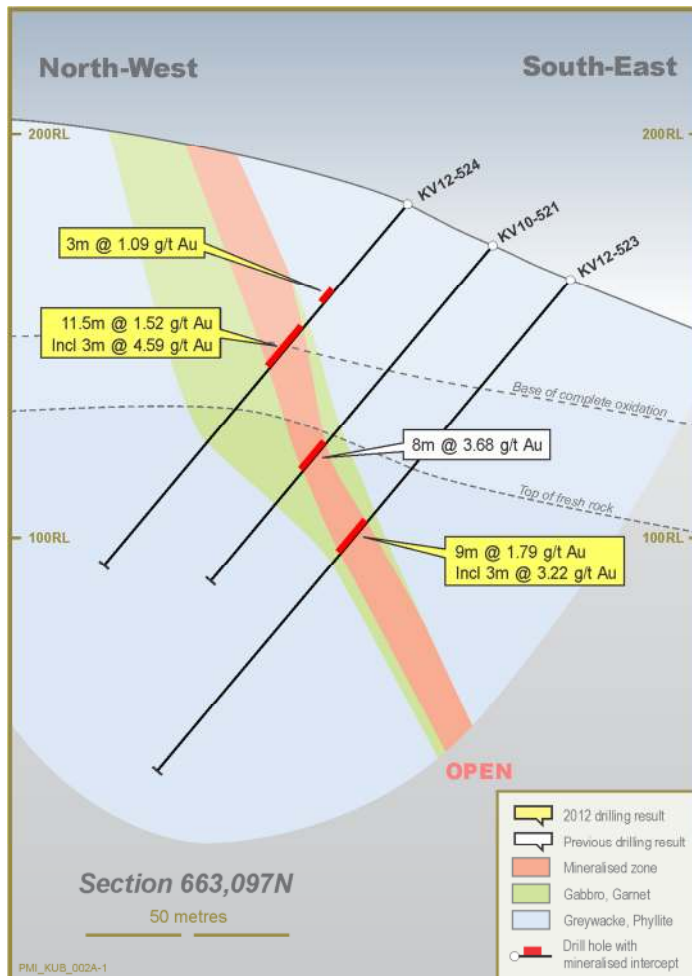 North-West
South-East
200RL
200RL
KV12-524
KV10-521
KV12-523
3m @ 1.09 g/t Au
11.5m @ 1.52 g/t Au
Incl 3m @ 4.59 g/t Au
Base of complete oxidation
8m @ 3.68 g/t Au
Top of fresh rock
100RL
100RL
9m @ 1.79 g/t Au
Incl 3m @ 3.22 g/t Au
OPEN
2012 drilling result
Previous drilling result
Mineralised zone
Gabbro, Garnet
Greywacke, Phyllite
Drill hole with
mineralised intercept
Section 663,097N
50 metres
PMI_KUB_002A-1